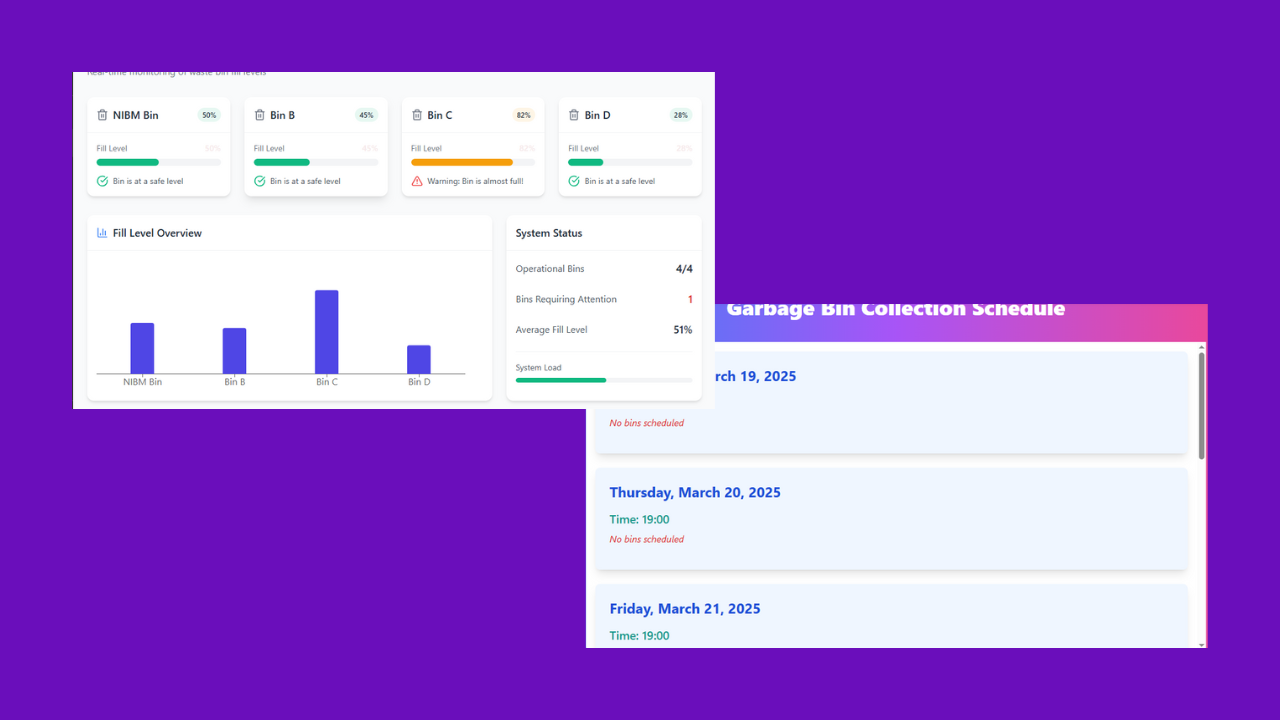 Real-time monitoring of waste bin fill levels
NIBM Bin 50%
Fill Level 50%
Bin is at a safe level
Bin B 45%
Fill Level 45%
Bin is at a safe level
Bin C 82%
Fill Level 82%
Warning: Bin is almost full!
Bin D 28%
Fill Level 28%
Bin is at a safe level
Fill Level Overview
NIBM Bin Bin B Bin C Bin D
System Status
Operational Bins 4/4
Bins Requiring Attention 1
Average Fill Level 51%
System Load
Garbage Bin Collection Schedule
rch 19, 2025
No bins scheduled
Thursday, March 20, 2025
Time: 19:00
No bins scheduled
Friday, March 21, 2025
Time: 19:00